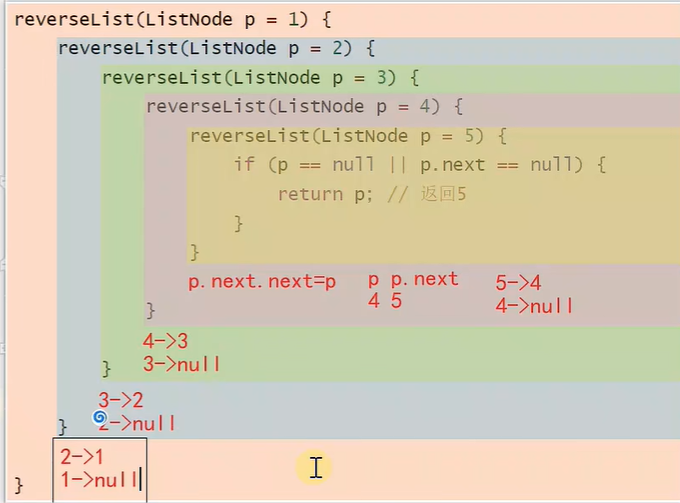 reverseList(ListNode p = 1) {
reverseList(ListNode p = 2) {
reverseList(ListNode p = 3) {
reverseList(ListNode p = 4) {
reverseList(ListNode p = 5) {
if (p == null || p.next == null) {
return p; // 返回5
}
}
p.next.next=p p p.next 5->4
4 5 4->null
}
4->3
} 3->null
3->2
} 2->null
2->1
1->null
}